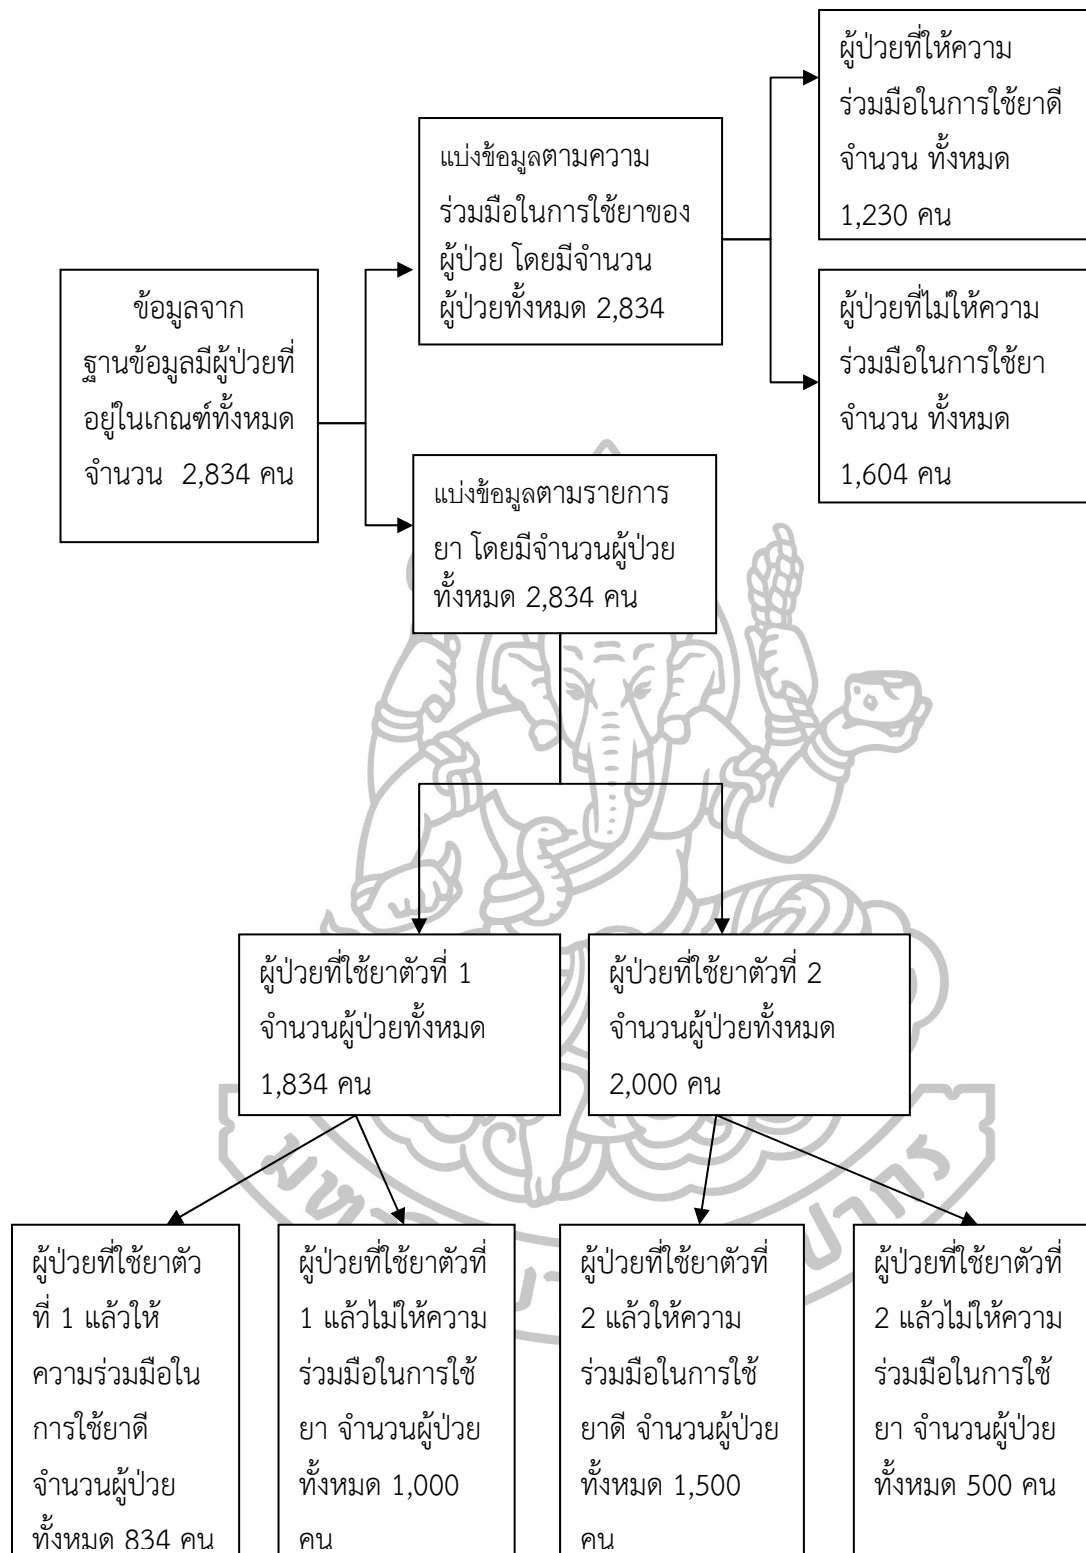 ผู้ป่วยที่ให้ความ
ร่วมมือในการใช้ยาดี
จำนวน ทั้งหมด
1,230 คน
แบ่งข้อมูลตามความ
ร่วมมือในการใช้ยาของ
ผู้ป่วย โดยมีจำนวน
ผู้ป่วยทั้งหมด 2,834
ข้อมูลจาก
ฐานข้อมูลมีผู้ป่วยที่
อยู่ในเกณฑ์ทั้งหมด
จำนวน 2,834 คน
ผู้ป่วยที่ไม่ให้ความ
ร่วมมือในการใช้ยา
จำนวน ทั้งหมด
1,604 คน
แบ่งข้อมูลตามรายการ
ยา โดยมีจำนวนผู้ป่วย
ทั้งหมด 2,834 คน
ผู้ป่วยที่ใช้ยาตัวที่ 1
จำนวนผู้ป่วยทั้งหมด
1,834 คน
ผู้ป่วยที่ใช้ยาตัวที่ 2
จำนวนผู้ป่วยทั้งหมด
2,000 คน
ผู้ป่วยที่ใช้ยาตัว
ที่ 1 แล้วให้
ความร่วมมือใน
การใช้ยาดี
จำนวนผู้ป่วย
ทั้งหมด 834 คน
ผู้ป่วยที่ใช้ยาตัวที่
1 แล้วไม่ให้ความ
ร่วมมือในการใช้
ยา จำนวนผู้ป่วย
ทั้งหมด 1,000
คน
ผู้ป่วยที่ใช้ยาตัวที่
2 แล้วให้ความ
ร่วมมือในการใช้
ยาดี จำนวนผู้ป่วย
ทั้งหมด 1,500
คน
ผู้ป่วยที่ใช้ยาตัวที่
2 แล้วไม่ให้ความ
ร่วมมือในการใช้
ยา จำนวนผู้ป่วย
ทั้งหมด 500 คน